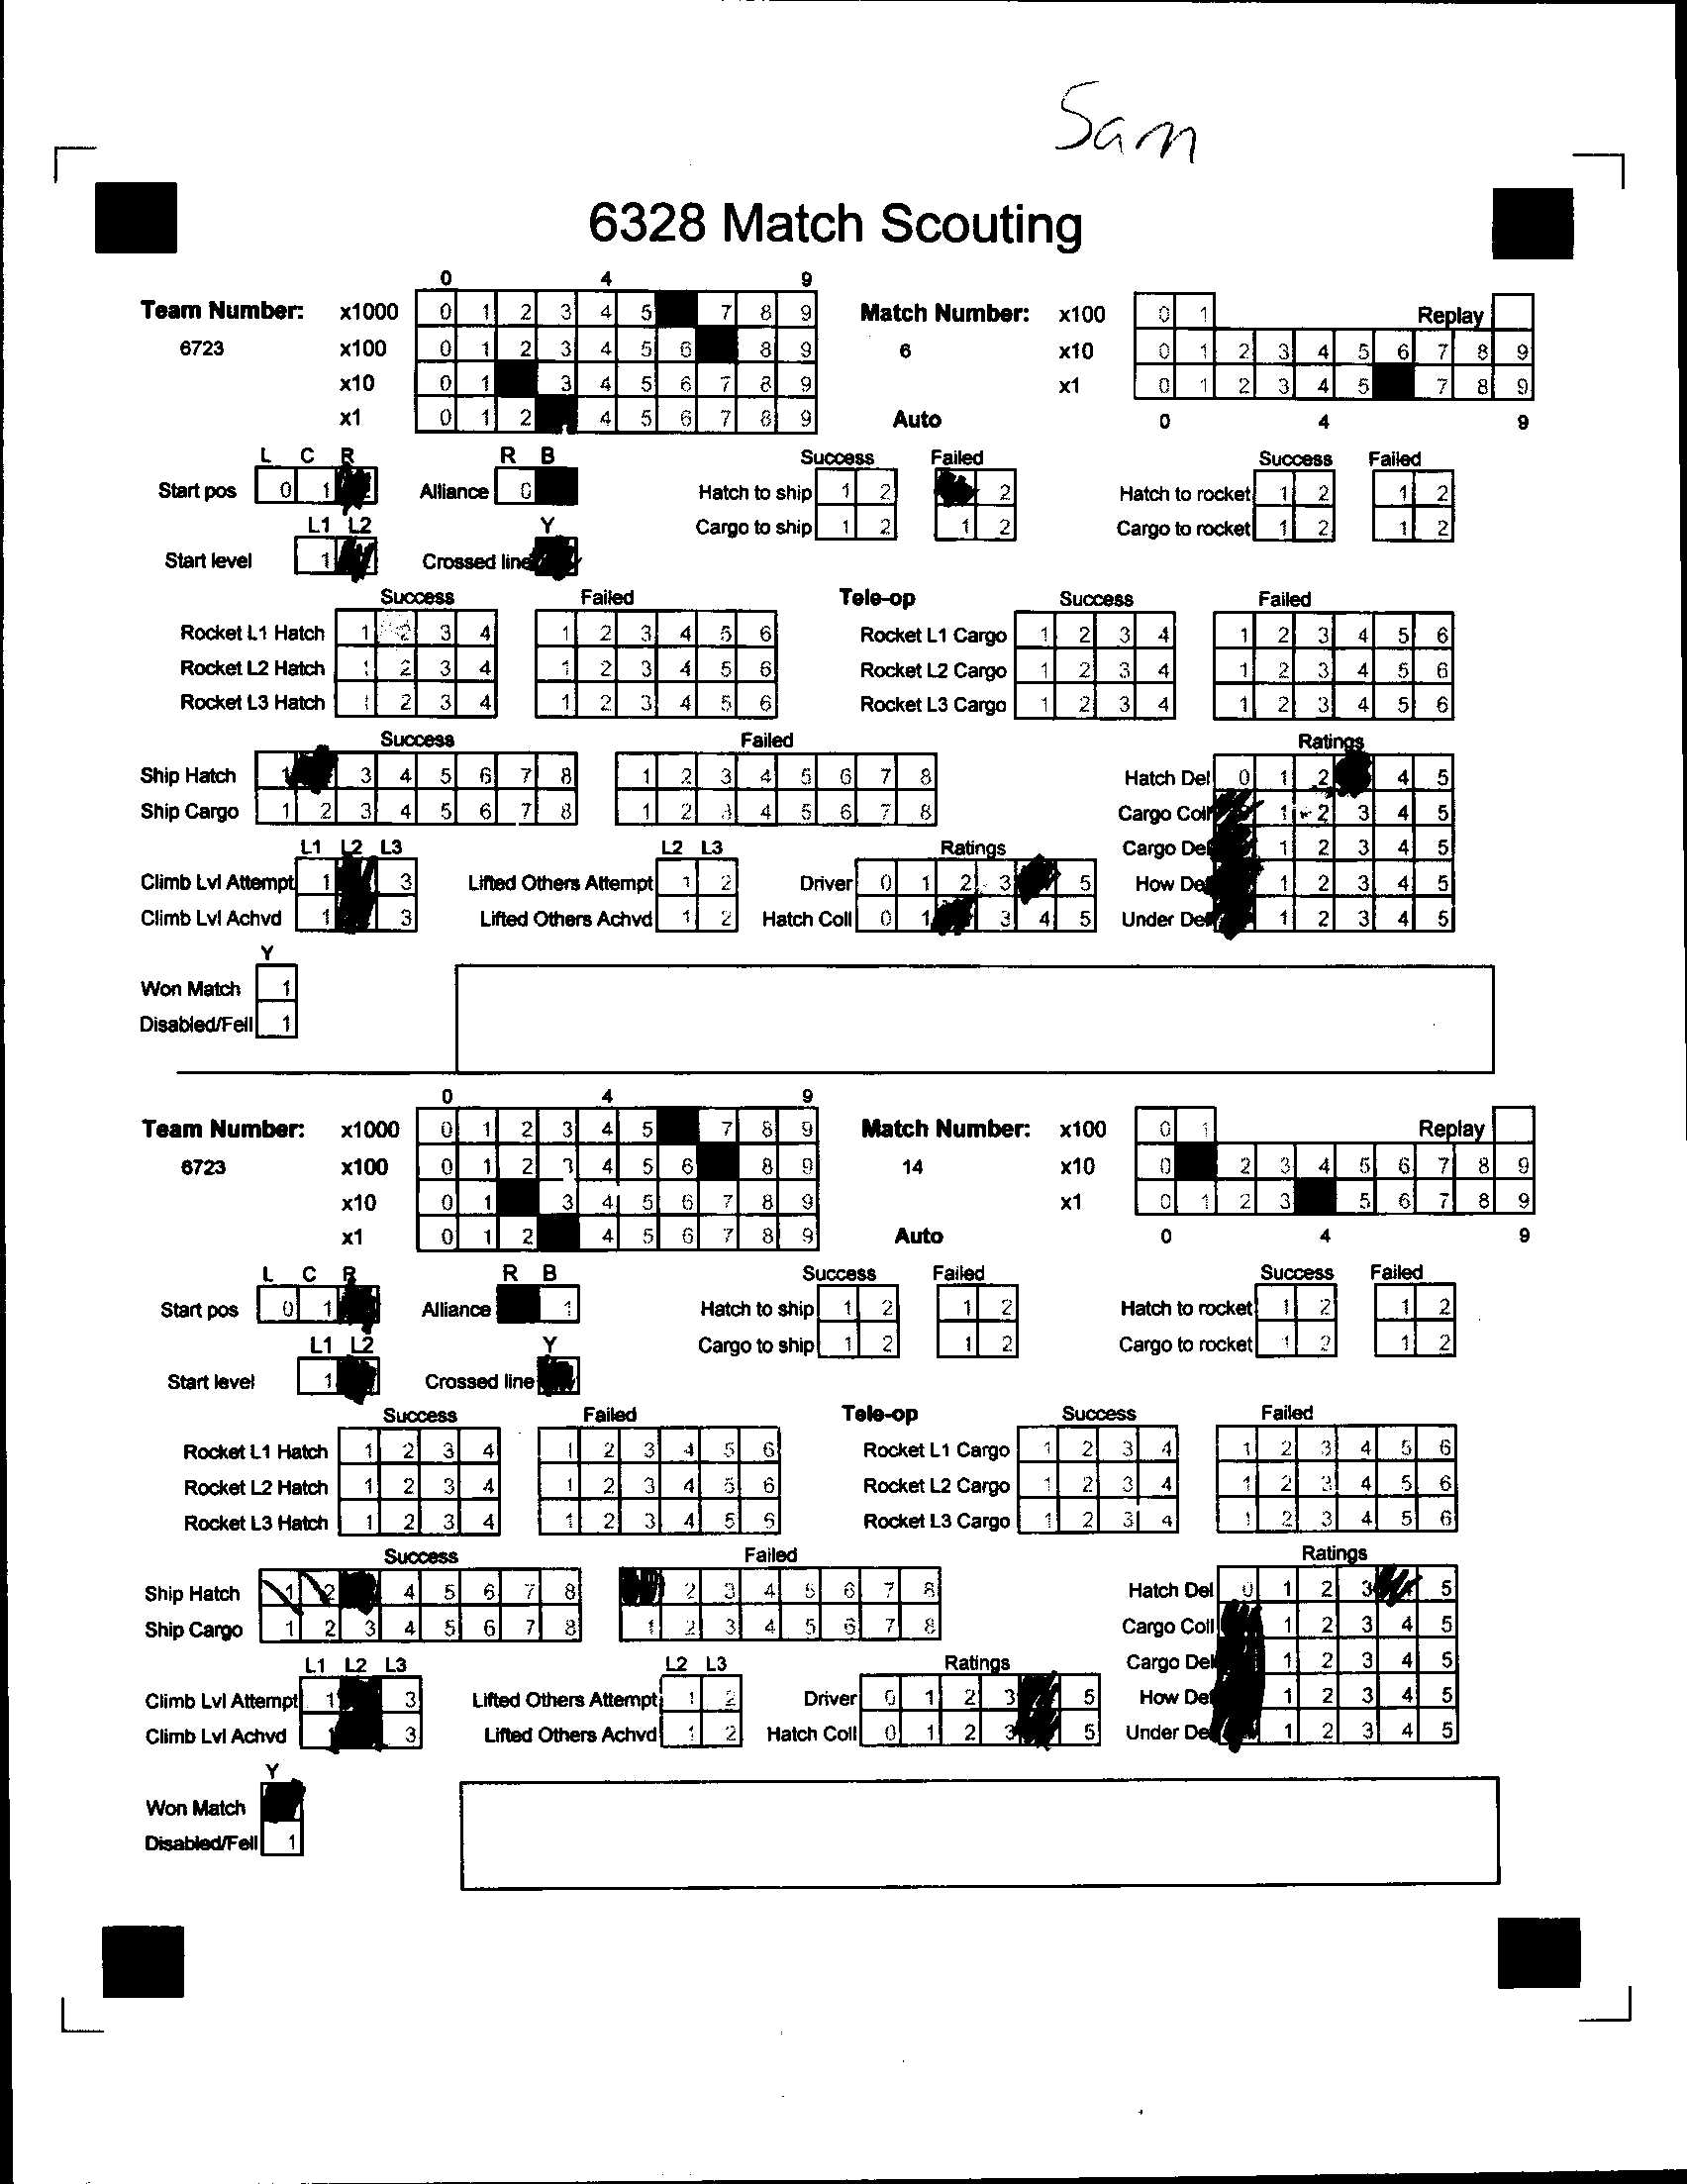 Sam
6328 Match Scouting
0 4 9
Team Number: x1000 0 1 2 3 4 5 7 8 9 Match Number: x100 0 1 Replay
6723 x100 0 1 2 3 4 5 6 8 9 6 x10 0 1 2 3 4 5 6 7 8 9
x10 0 1 3 4 5 6 7 8 9 x1 0 1 2 3 4 5 7 8 9
x1 0 1 2 4 5 6 7 8 9 Auto 0 4 9
L C R R B Success Failed Success Failed
Start pos 0 1 Alliance 0 Hatch to ship 1 2 2 Hatch to rocket 1 2 1 2
L1 L2 Y Cargo to ship 1 2 1 2 Cargo to rocket 1 2 1 2
Start level 1 Crossed line
Success Failed Tele-op Success Failed
Rocket L1 Hatch 1 2 3 4 1 2 3 4 5 6 Rocket L1 Cargo 1 2 3 4 1 2 3 4 5 6
Rocket L2 Hatch 1 2 3 4 1 2 3 4 5 6 Rocket L2 Cargo 1 2 3 4 1 2 3 4 5 6
Rocket L3 Hatch 1 2 3 4 1 2 3 4 5 6 Rocket L3 Cargo 1 2 3 4 1 2 3 4 5 6
Success Failed Ratings
Ship Hatch 1 3 4 5 6 7 8 1 2 3 4 5 6 7 8 Hatch Del 0 1 2 4 5
Ship Cargo 1 2 3 4 5 6 7 8 1 2 3 4 5 6 7 8 Cargo Coll 1 2 3 4 5
L1 L2 L3 L2 L3 Ratings Cargo Del 1 2 3 4 5
Climb Lvl Attempt 1 3 Lifted Others Attempt 1 2 Driver 0 1 2 3 5 How Def 1 2 3 4 5
Climb Lvl Achvd 1 3 Lifted Others Achvd 1 2 Hatch Coll 0 1 3 4 5 Under Def 1 2 3 4 5
Y
Won Match 1
Disabled/Fell 1
0 4 9
Team Number: x1000 0 1 2 3 4 5 7 8 9 Match Number: x100 0 1 Replay
6723 x100 0 1 2 3 4 5 6 8 9 14 x10 0 2 3 4 5 6 7 8 9
x10 0 1 3 4 5 6 7 8 9 x1 0 1 2 3 5 6 7 8 9
x1 0 1 2 4 5 6 7 8 9 Auto 0 4 9
L C R R B Success Failed Success Failed
Start pos 0 1 Alliance 1 Hatch to ship 1 2 1 2 Hatch to rocket 1 2 1 2
L1 L2 Y Cargo to ship 1 2 1 2 Cargo to rocket 1 2 1 2
Start level 1 Crossed line
Success Failed Tele-op Success Failed
Rocket L1 Hatch 1 2 3 4 1 2 3 4 5 6 Rocket L1 Cargo 1 2 3 4 1 2 3 4 5 6
Rocket L2 Hatch 1 2 3 4 1 2 3 4 5 6 Rocket L2 Cargo 1 2 3 4 1 2 3 4 5 6
Rocket L3 Hatch 1 2 3 4 1 2 3 4 5 6 Rocket L3 Cargo 1 2 3 4 1 2 3 4 5 6
Success Failed Ratings
Ship Hatch 1 2 4 5 6 7 8 2 3 4 5 6 7 8 Hatch Del 0 1 2 3 5
Ship Cargo 1 2 3 4 5 6 7 8 1 2 3 4 5 6 7 8 Cargo Coll 1 2 3 4 5
L1 L2 L3 L2 L3 Ratings Cargo Del 1 2 3 4 5
Climb Lvl Attempt 1 3 Lifted Others Attempt 1 2 Driver 0 1 2 3 5 How Def 1 2 3 4 5
Climb Lvl Achvd 3 Lifted Others Achvd 1 2 Hatch Coll 0 1 2 3 5 Under De 1 2 3 4 5
Y
Won Match
Disabled/Fell 1